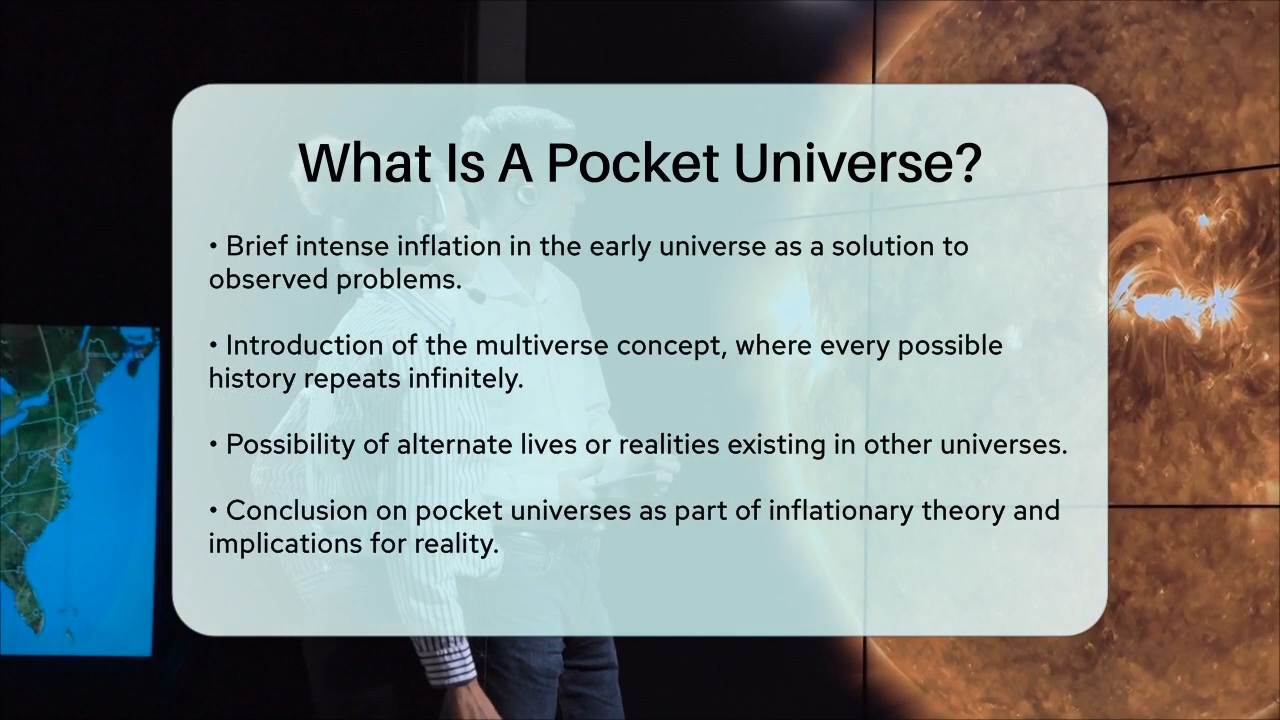 What Is A Pocket Universe?
• Brief intense inflation in the early universe as a solution to
observed problems.
• Introduction of the multiverse concept, where every possible
history repeats infinitely.
• Possibility of alternate lives or realities existing in other universes.
• Conclusion on pocket universes as part of inflationary theory and
implications for reality.